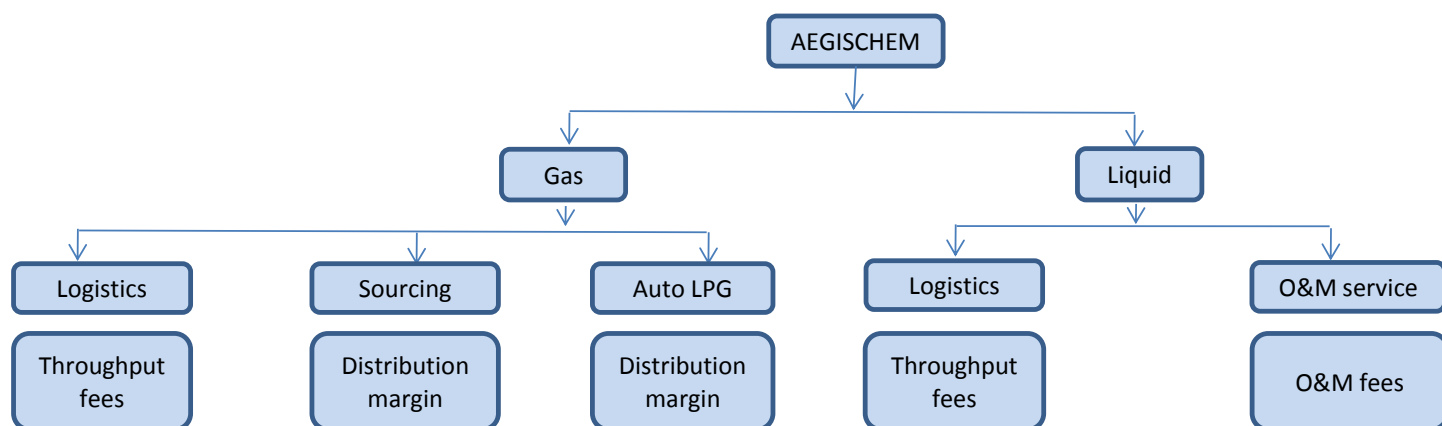 AEGISCHEM
Gas
Liquid
Logistics
Sourcing
Auto LPG
Logistics
O&M service
Throughput
fees
Distribution
margin
Distribution
margin
Throughput
fees
O&M fees